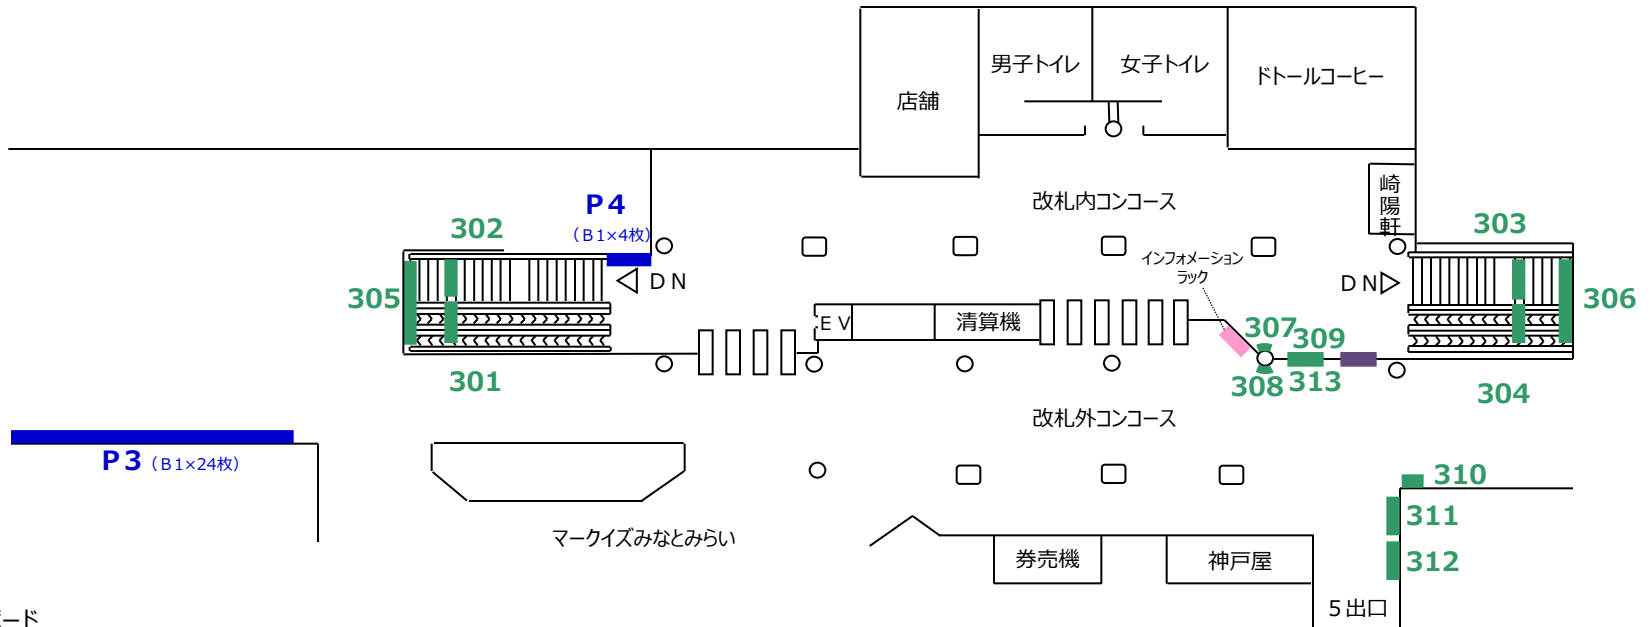 男子トイレ
女子トイレ
ドトールコーヒー
店舗
崎陽軒
改札内コンコース
P4
(B1×4枚)
302
303
インフォメーション
ラック
DN
DN
305
306
EV
清算機
307
309
301
308
313
304
改札外コンコース
P3 (B1×24枚)
310
311
マークイズみなとみらい
券売機
神戸屋
312
5出口
ード